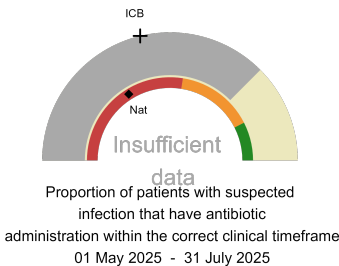 ICB
Nat
Insufficient
data
Proportion of patients with suspected
infection that have antibiotic
administration within the correct clinical timeframe
01 May 2025 - 31 July 2025